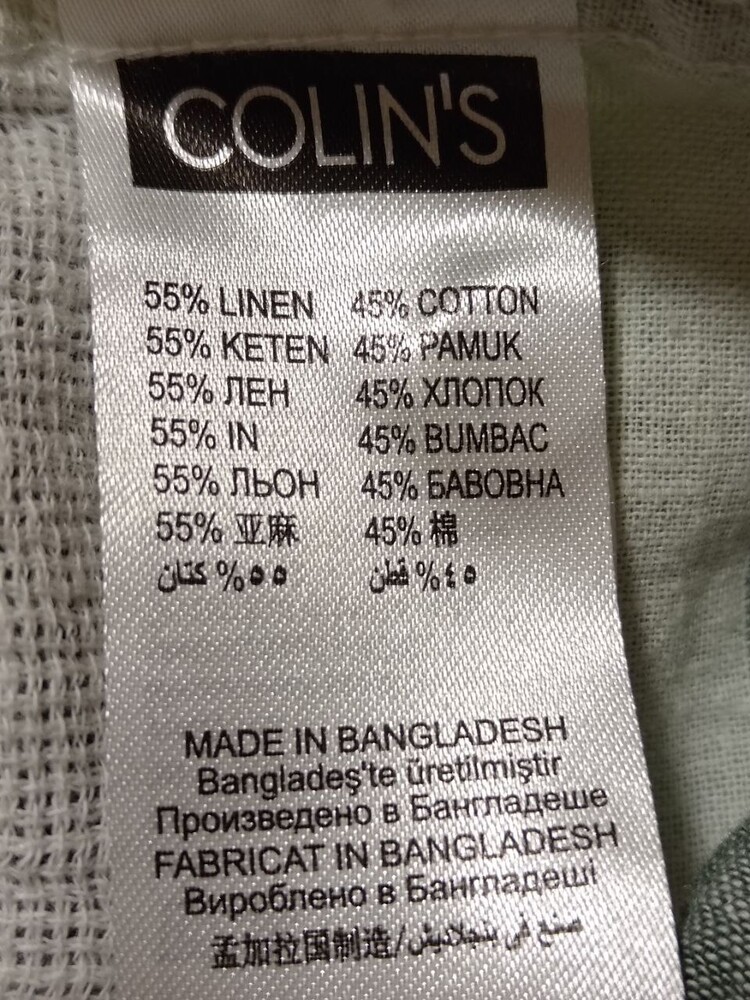 COLIN'S
55% LINEN 45% COTTON
55% KETEN 45% PAMUK
55% ЛЕН 45% ХЛОПОК
55% IN 45% BUMBAC
55% ЛЬОН 45% БАВОВНА
55% 亚麻 45% 棉
٥٥% كتان ٤٥% قطن
MADE IN BANGLADESH
Bangladeş'te üretilmiştir
Произведено в Бангладеше
FABRICAT IN BANGLADESH
Вироблено в Бангладеші
孟加拉国制造/صنع في بنجلاديش